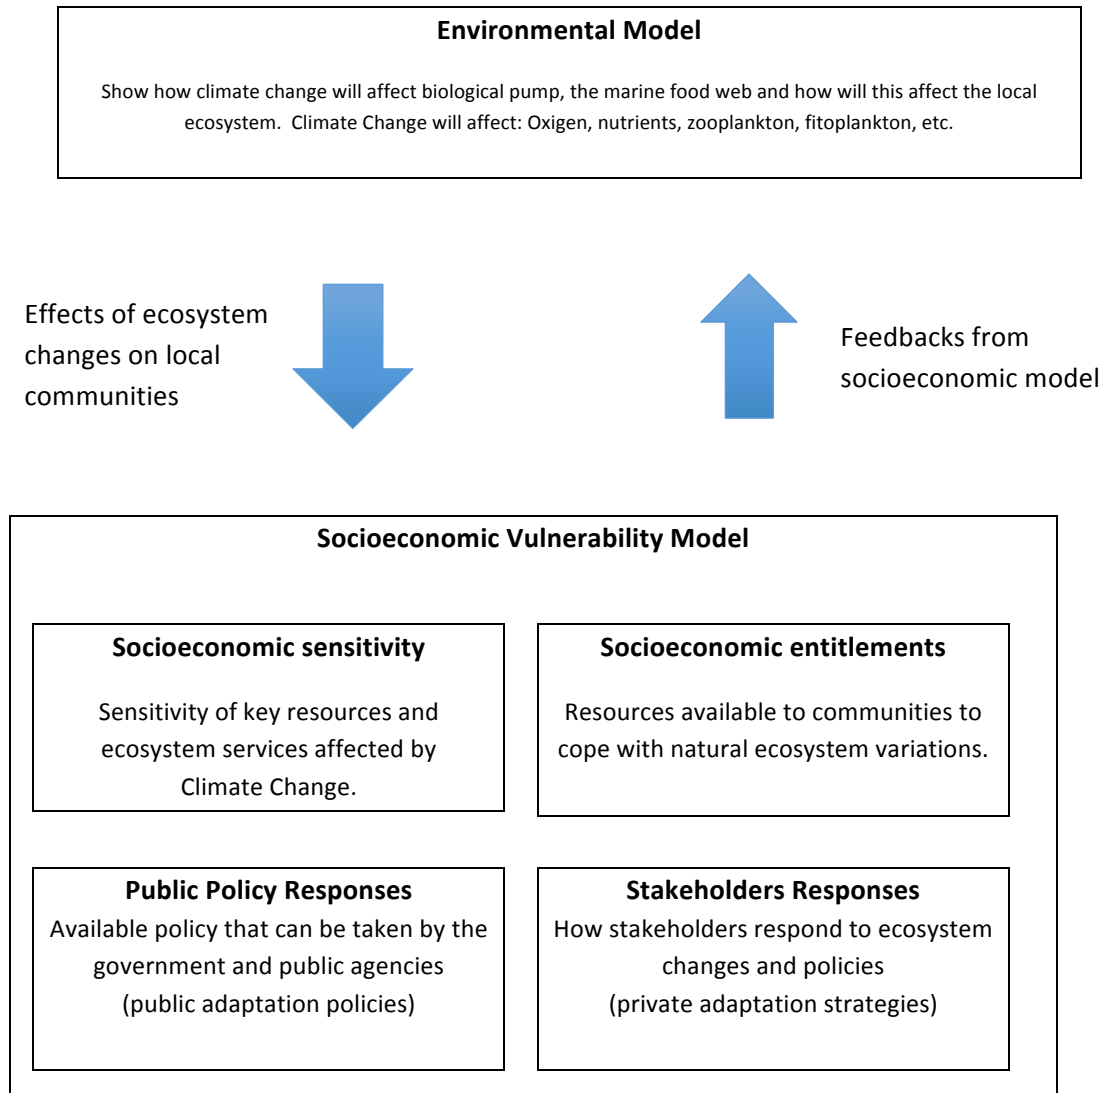 Environmental Model
Show how climate change will affect biological pump, the marine food web and how will this affect the local
ecosystem.  Climate Change will affect: Oxigen, nutrients, zooplankton, fitoplankton, etc.
Effects of ecosystem
changes on local
communities
Feedbacks from
socioeconomic model
Socioeconomic Vulnerability Model
Socioeconomic sensitivity
Sensitivity of key resources and
ecosystem services affected by
Climate Change.
Socioeconomic entitlements
Resources available to communities to
cope with natural ecosystem variations.
Public Policy Responses
Available policy that can be taken by the
government and public agencies
(public adaptation policies)
Stakeholders Responses
How stakeholders respond to ecosystem
changes and policies
(private adaptation strategies)